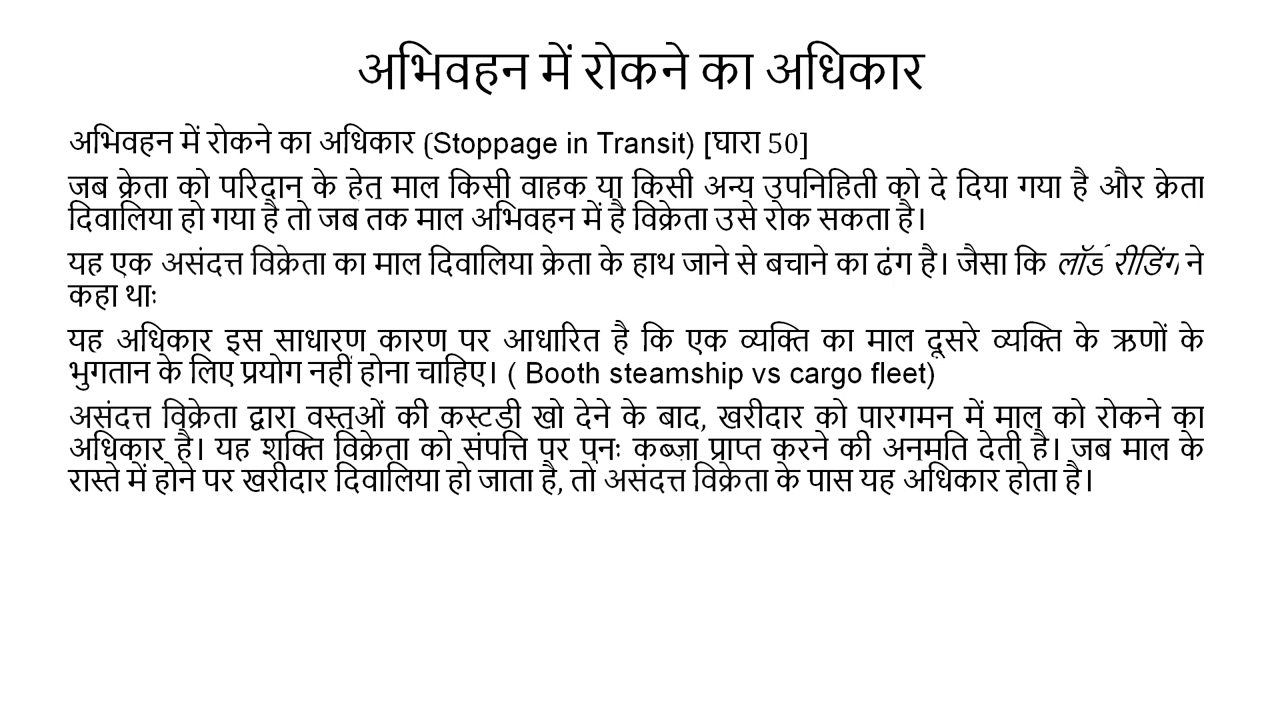 अभिवहन में रोकने का अधिकार
अभिवहन में रोकने का अधिकार (Stoppage in Transit) [घारा 50]
जब क्रेता को परिदान के हेतु माल किसी वाहक या किसी अन्य उपनिहिती को दे दिया गया है और क्रेता
दिवालिया हो गया है तो जब तक माल अभिवहन में है विक्रेता उसे रोक सकता है।
यह एक असंदत्त विक्रेता का माल दिवालिया क्रेता के हाथ जाने से बचाने का ढंग है। जैसा कि लॉर्ड रीडिंग ने
कहा थाः
यह अधिकार इस साधारण कारण पर आधारित है कि एक व्यक्ति का माल दूसरे व्यक्ति के ऋणों के
भुगतान के लिए प्रयोग नहीं होना चाहिए। ( Booth steamship vs cargo fleet)
असंदत्त विक्रेता द्वारा वस्तुओं की कस्टडी खो देने के बाद, खरीदार को पारगमन में माल को रोकने का
अधिकार है। यह शक्ति विक्रेता को संपत्ति पर पुनः कब्ज़ा प्राप्त करने की अनुमति देती है। जब माल के
रास्ते में होने पर खरीदार दिवालिया हो जाता है, तो असंदत्त विक्रेता के पास यह अधिकार होता है।